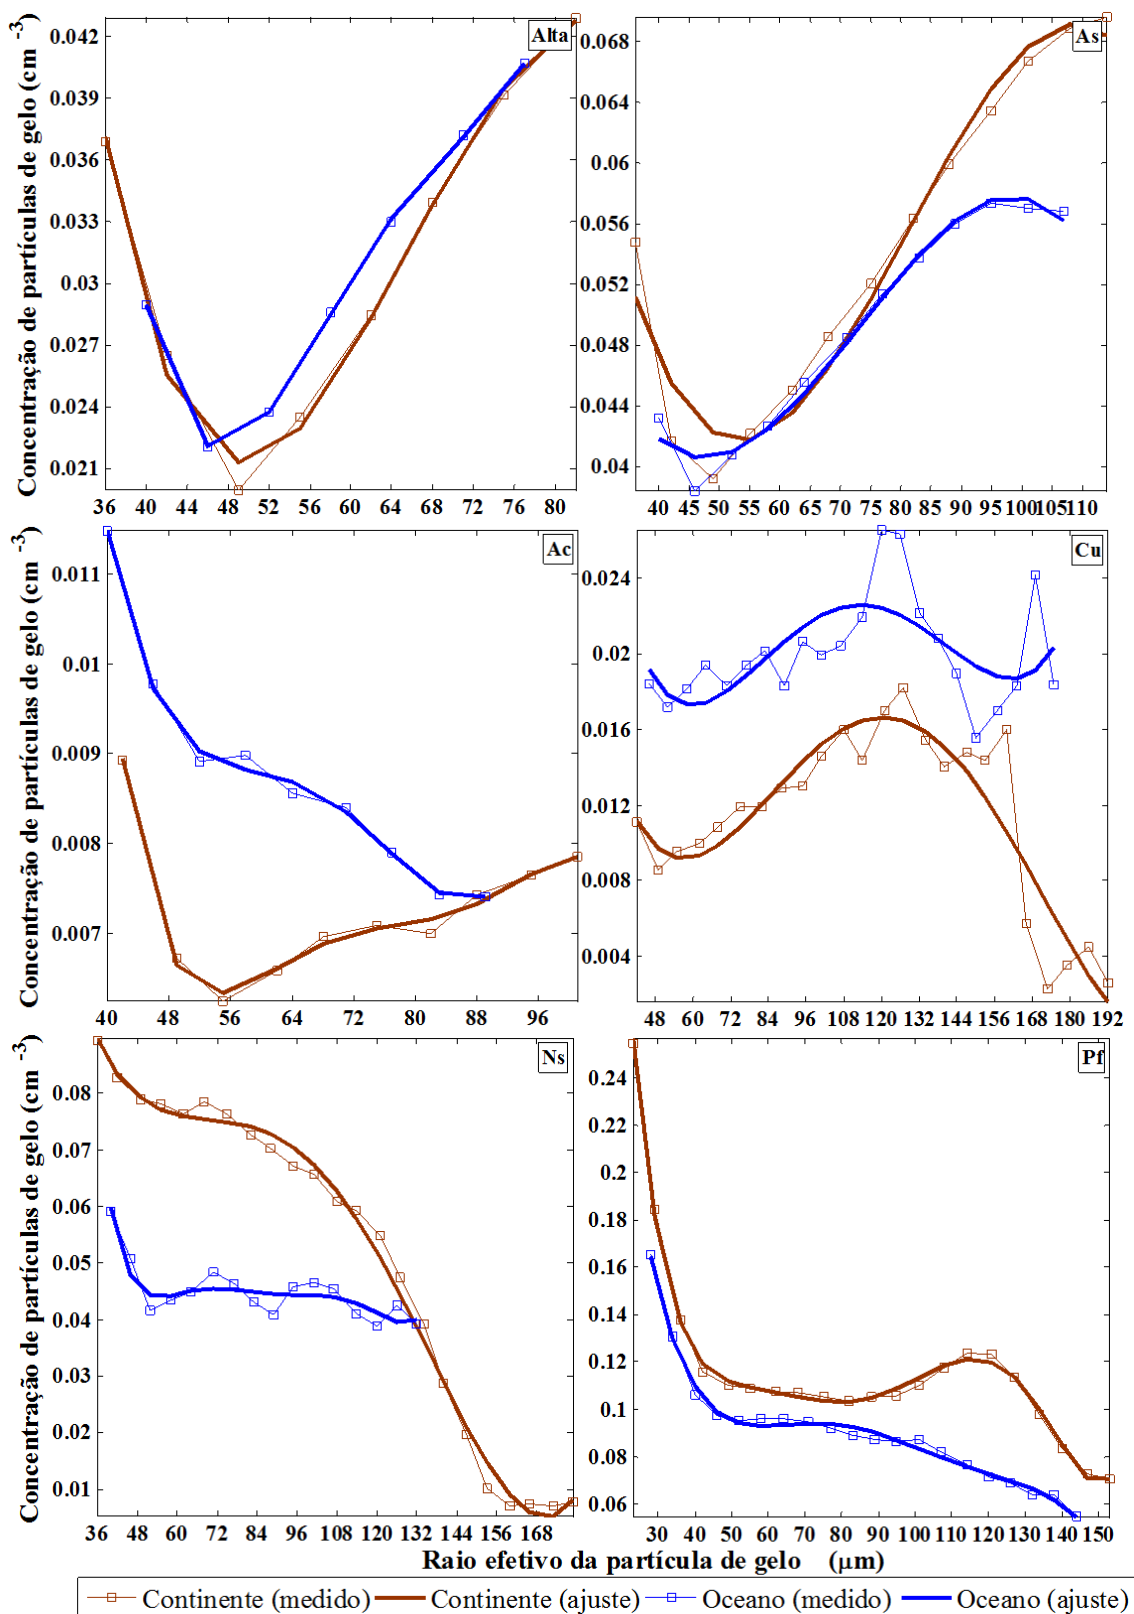 Concentração de partículas de gelo (cm -3)
0.042
0.039
0.036
0.033
0.03
0.027
0.024
0.021
Alta
36 40 44 48 52 56 60 64 68 72 76 80
0.068
0.064
0.06
0.056
0.052
0.048
0.044
0.04
As
40 45 50 55 60 65 70 75 80 85 90 95 100 105 110
Concentração de partículas de gelo (cm -3)
0.011
0.01
0.009
0.008
0.007
Ac
40 48 56 64 72 80 88 96
0.024
0.02
0.016
0.012
0.008
0.004
Cu
48 60 72 84 96 108 120 132 144 156 168 180 192
Concentração de partículas de gelo (cm -3)
0.08
0.07
0.06
0.05
0.04
0.03
0.02
0.01
Ns
36 48 60 72 84 96 108 120 132 144 156 168
0.24
0.2
0.18
0.16
0.14
0.12
0.1
0.08
0.06
Pf
30 40 50 60 70 80 90 100 110 120 130 140 150
Raio efetivo da partícula de gelo (μm)
Continente (medido) Continente (ajuste) Oceano (medido) Oceano (ajuste)